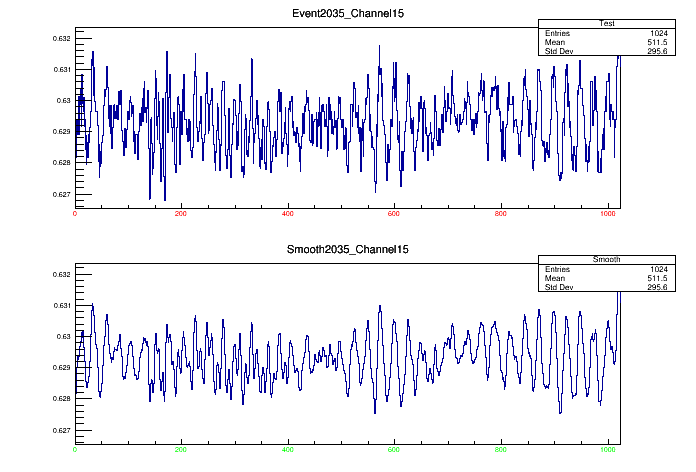 Event2035_Channel15
Test
Entries 1024
Mean 511.5
Std Dev 295.6
0.632
0.631
0.63
0.629
0.628
0.627
0 200 400 600 800 1000
Smooth2035_Channel15
Smooth
Entries 1024
Mean 511.5
Std Dev 295.6
0.632
0.631
0.63
0.629
0.628
0.627
0 200 400 600 800 1000